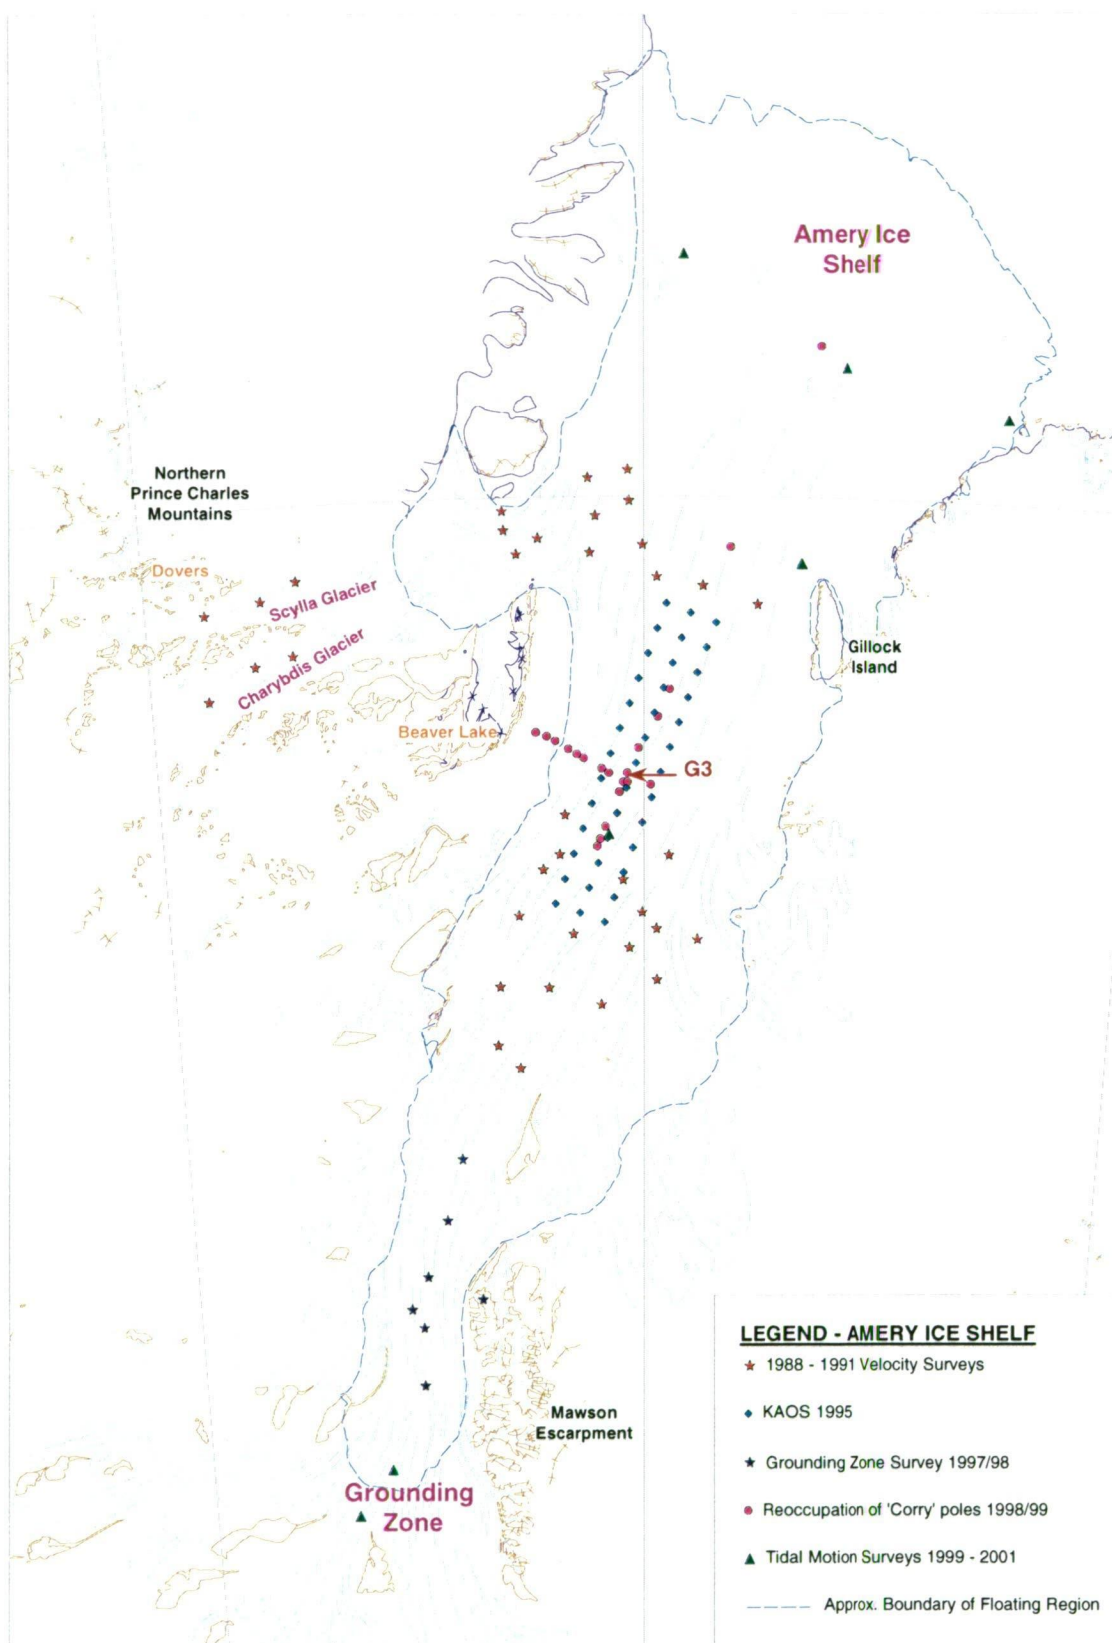 Amery Ice
Shelf
Northern
Prince Charles
Mountains
Dovers
Scylla Glacier
Charybdis Glacier
Gillock
Island
Beaver Lake
G3
Mawson
Escarpment
Grounding
Zone
LEGEND - AMERY ICE SHELF
1988 - 1991 Velocity Surveys
KAOS 1995
Grounding Zone Survey 1997/98
Reoccupation of 'Corry' poles 1998/99
Tidal Motion Surveys 1999 - 2001
Approx. Boundary of Floating Region